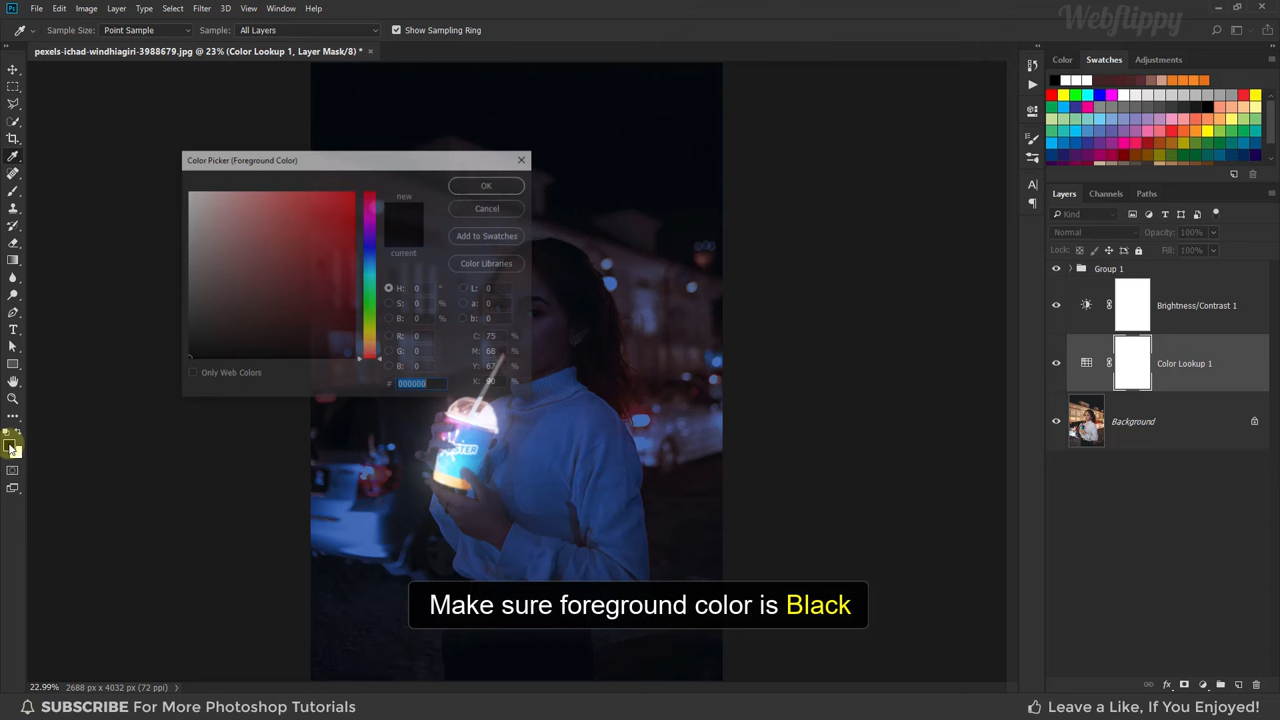 Ps File Edit Image Layer Type Select Filter 3D View Window Help
Webflippy
Sample Size: Point Sample Sample: All Layers Show Sampling Ring
pexels-ichad-windhiagiri-3988679.jpg @ 23% (Color Lookup 1, Layer Mask/8) *
Color Swatches Adjustments
Color Picker (Foreground Color)
new
OK
Cancel
Add to Swatches
current
Color Libraries
H: 0 ° L: 0
S: 0 % a: 0
B: 0 % b: 0
R: 0 C: 75 %
G: 0 M: 68 %
B: 0 Y: 67 %
Only Web Colors K: 90 %
# 000000
Layers Channels Paths
Kind
Normal Opacity: 100%
Lock: Fill: 100%
Group 1
Brightness/Contrast 1
Color Lookup 1
Background
Make sure foreground color is Black
22.99% 2688 px x 4032 px (72 ppi)
SUBSCRIBE For More Photoshop Tutorials
Leave a Like, If You Enjoyed!